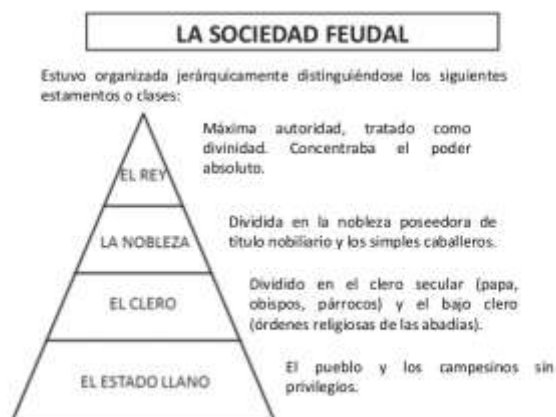 LA SOCIEDAD FEUDAL
Estuvo organizada jerárquicamente distinguiéndose los siguientes
estamentos o clases:
Máxima autoridad, tratado como
divinidad. Concentraba el poder
absoluto.
EL REY
Dividida en la nobleza poseedora de
título nobiliario y los simples caballeros.
LA NOBLEZA
Dividido en el clero secular (papa,
obispos, párrocos) y el bajo clero
(órdenes religiosas de las abadías).
EL CLERO
El pueblo y los campesinos sin
privilegios.
EL ESTADO LLANO